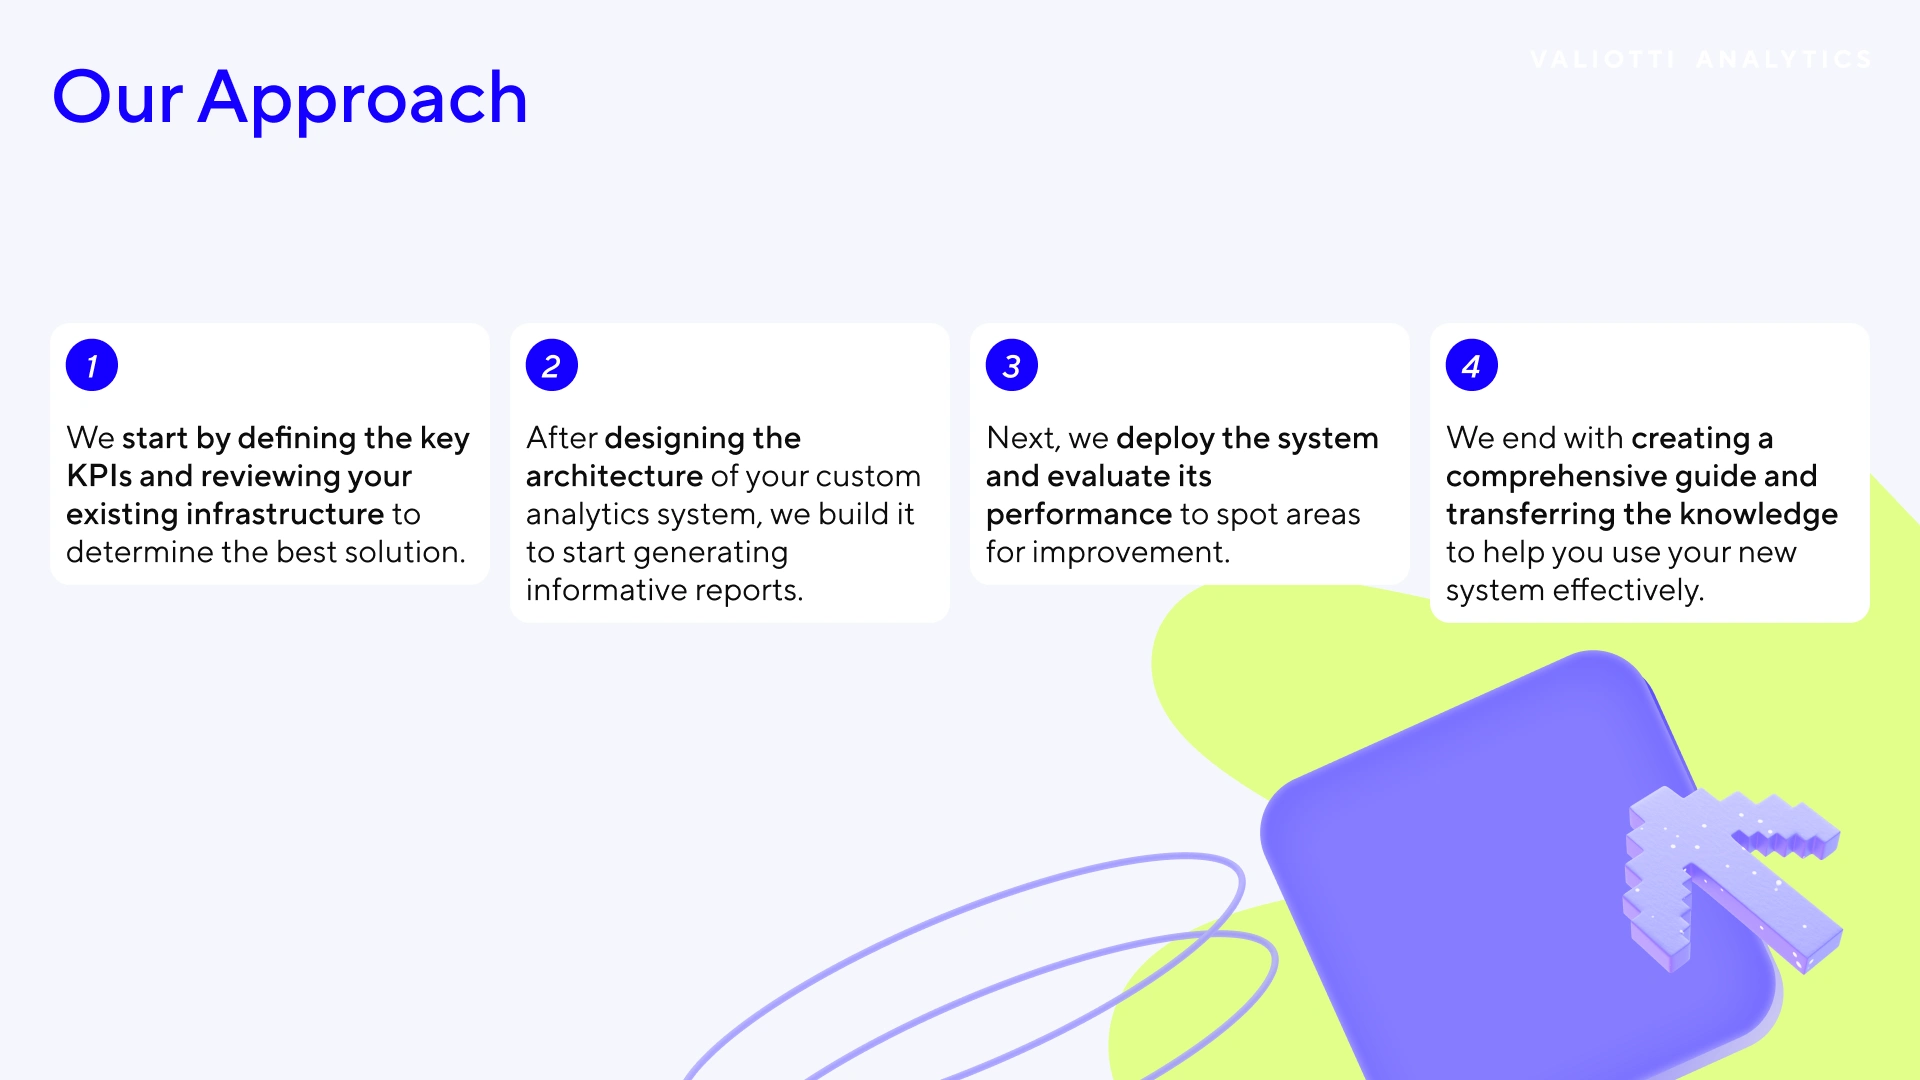 Our Approach
VALIOTTI ANALYTICS
1
We start by defining the key
KPIs and reviewing your
existing infrastructure to
determine the best solution.
2
After designing the
architecture of your custom
analytics system, we build it
to start generating
informative reports.
3
Next, we deploy the system
and evaluate its
performance to spot areas
for improvement.
4
We end with creating a
comprehensive guide and
transferring the knowledge
to help you use your new
system effectively.